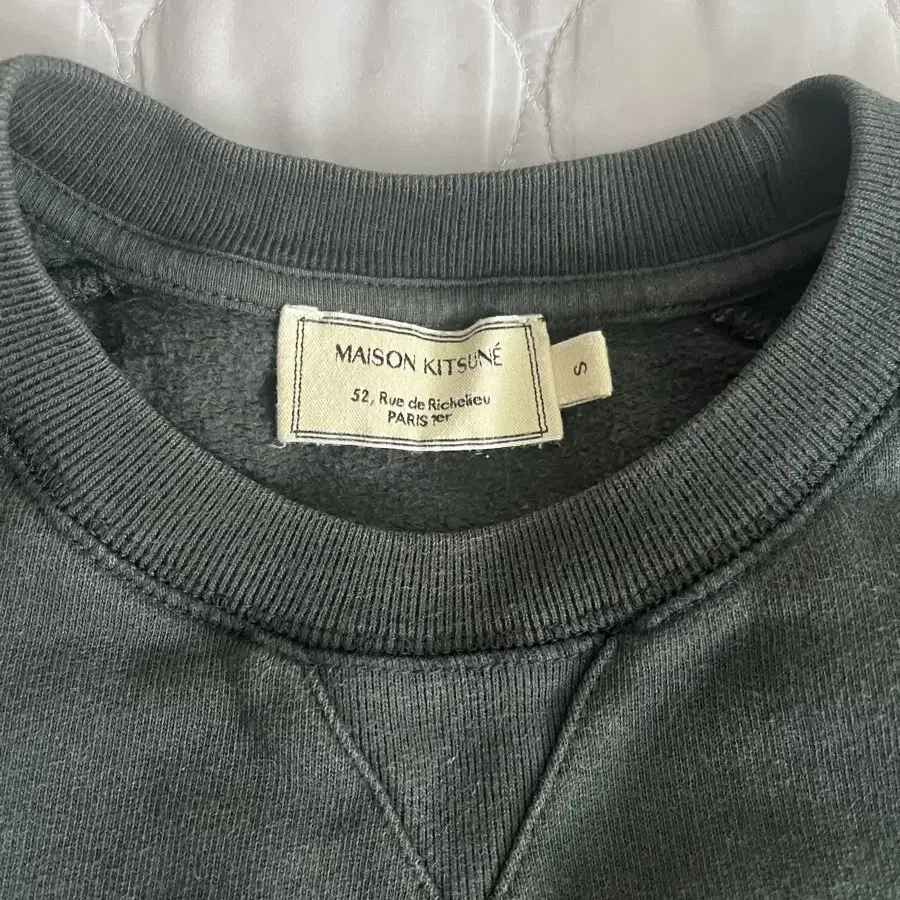 MAISON KITSUNÉ
52, Rue de Richelieu
PARIS 1er
S